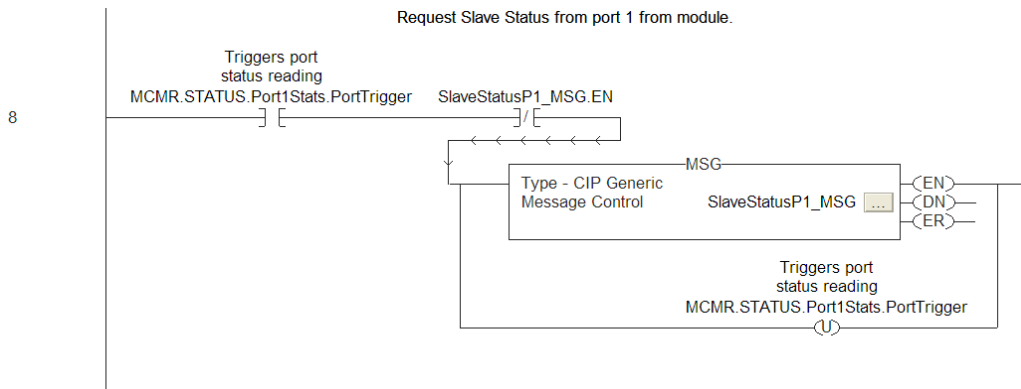 Request Slave Status from port 1 from module.
Triggers port
status reading
MCMR.STATUS.Port1Stats.PortTrigger
SlaveStatusP1_MSG.EN
8
/
MSG
Type - CIP Generic
Message Control
SlaveStatusP1_MSG
...
EN
DN
ER
Triggers port
status reading
MCMR.STATUS.Port1Stats.PortTrigger
U